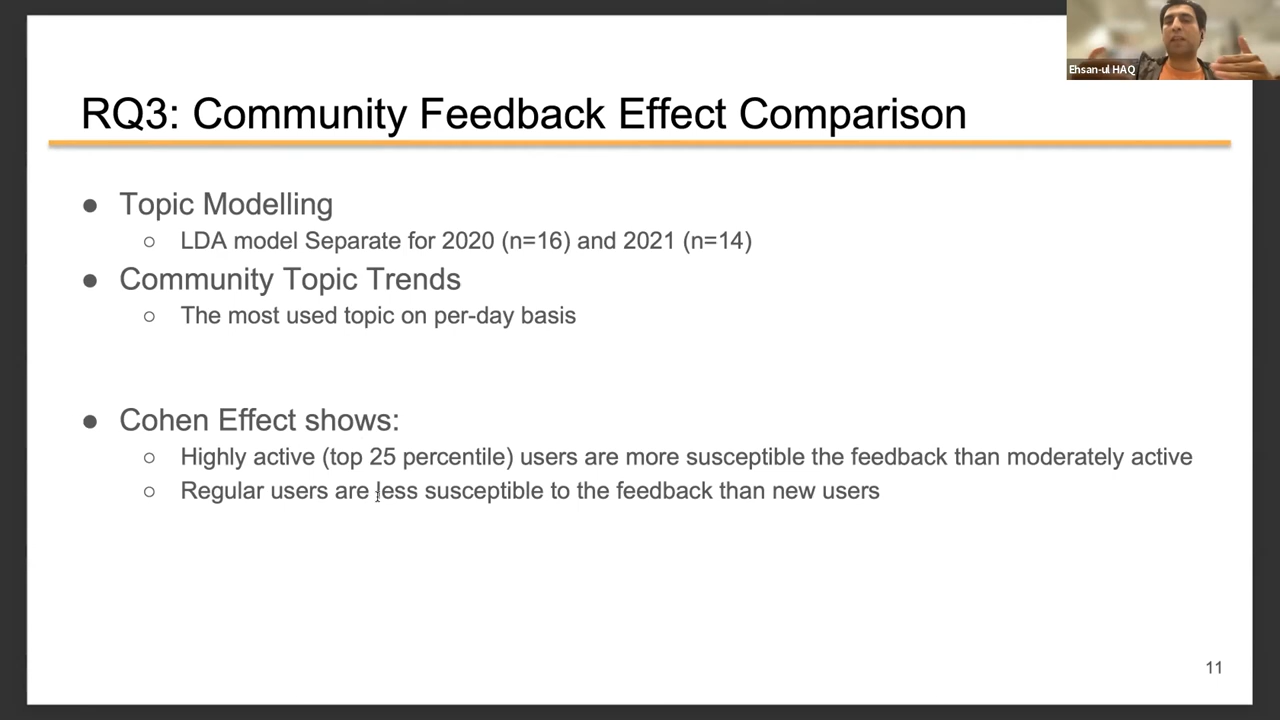 Ehsan-ul HAQ
RQ3: Community Feedback Effect Comparison
● Topic Modelling
○ LDA model Separate for 2020 (n=16) and 2021 (n=14)
● Community Topic Trends
○ The most used topic on per-day basis
● Cohen Effect shows:
○ Highly active (top 25 percentile) users are more susceptible the feedback than moderately active
○ Regular users are less susceptible to the feedback than new users
11